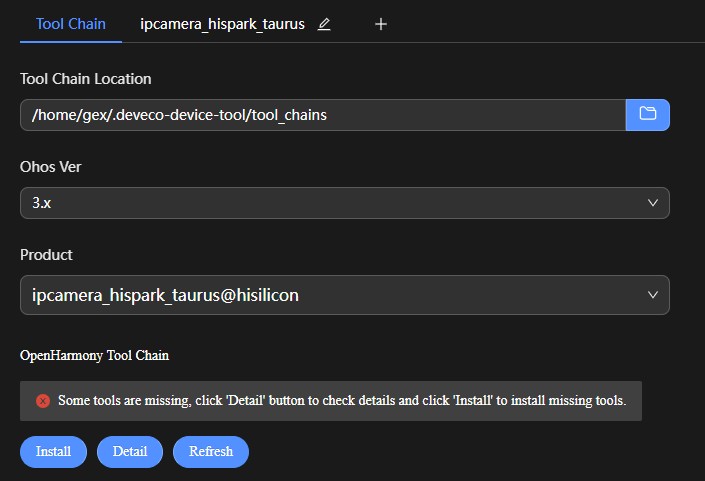 Tool Chain
ipcamera_hispark_taurus
+
Tool Chain Location
/home/gex/.deveco-device-tool/tool_chains
Ohos Ver
3.x
Product
ipcamera_hispark_taurus@hisilicon
OpenHarmony Tool Chain
Some tools are missing, click 'Detail' button to check details and click 'Install' to install missing tools.
Install Detail Refresh